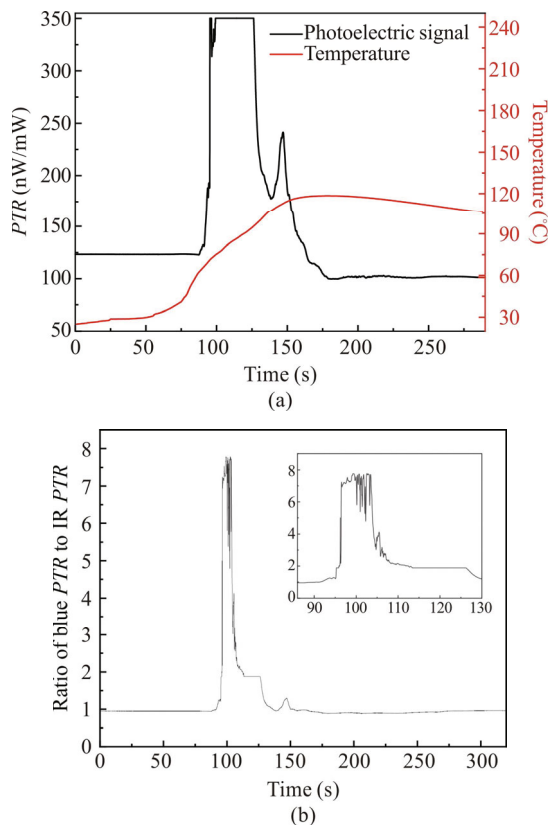 350
300
250
200
150
100
50
PTR (nW/mW)
Photoelectric signal
Temperature
240
210
180
150
120
90
60
30
Temperature (°C)
0 50 100 150 200 250
Time (s)
(a)
8
7
6
5
4
3
2
1
0
Ratio of blue PTR to IR PTR
8
6
4
2
0
90 100 110 120 130
0 50 100 150 200 250 300
Time (s)
(b)